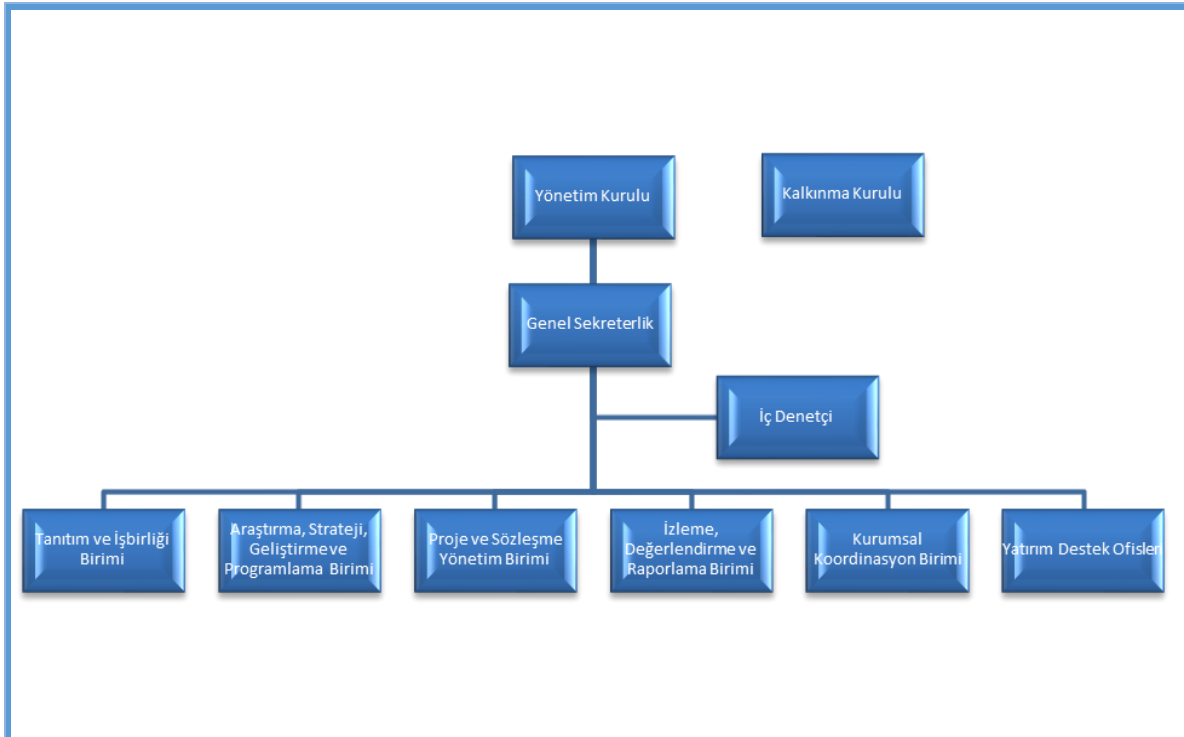 Yönetim Kurulu
Kalkınma Kurulu
Genel Sekreterlik
İç Denetçi
Tanıtım ve İşbirliği
Birimi
Araştırma, Strateji,
Geliştirme ve
Programlama Birimi
Proje ve Sözleşme
Yönetim Birimi
İzleme,
Değerlendirme ve
Raporlama Birimi
Kurumsal
Koordinasyon Birimi
Yatırım Destek Ofisleri